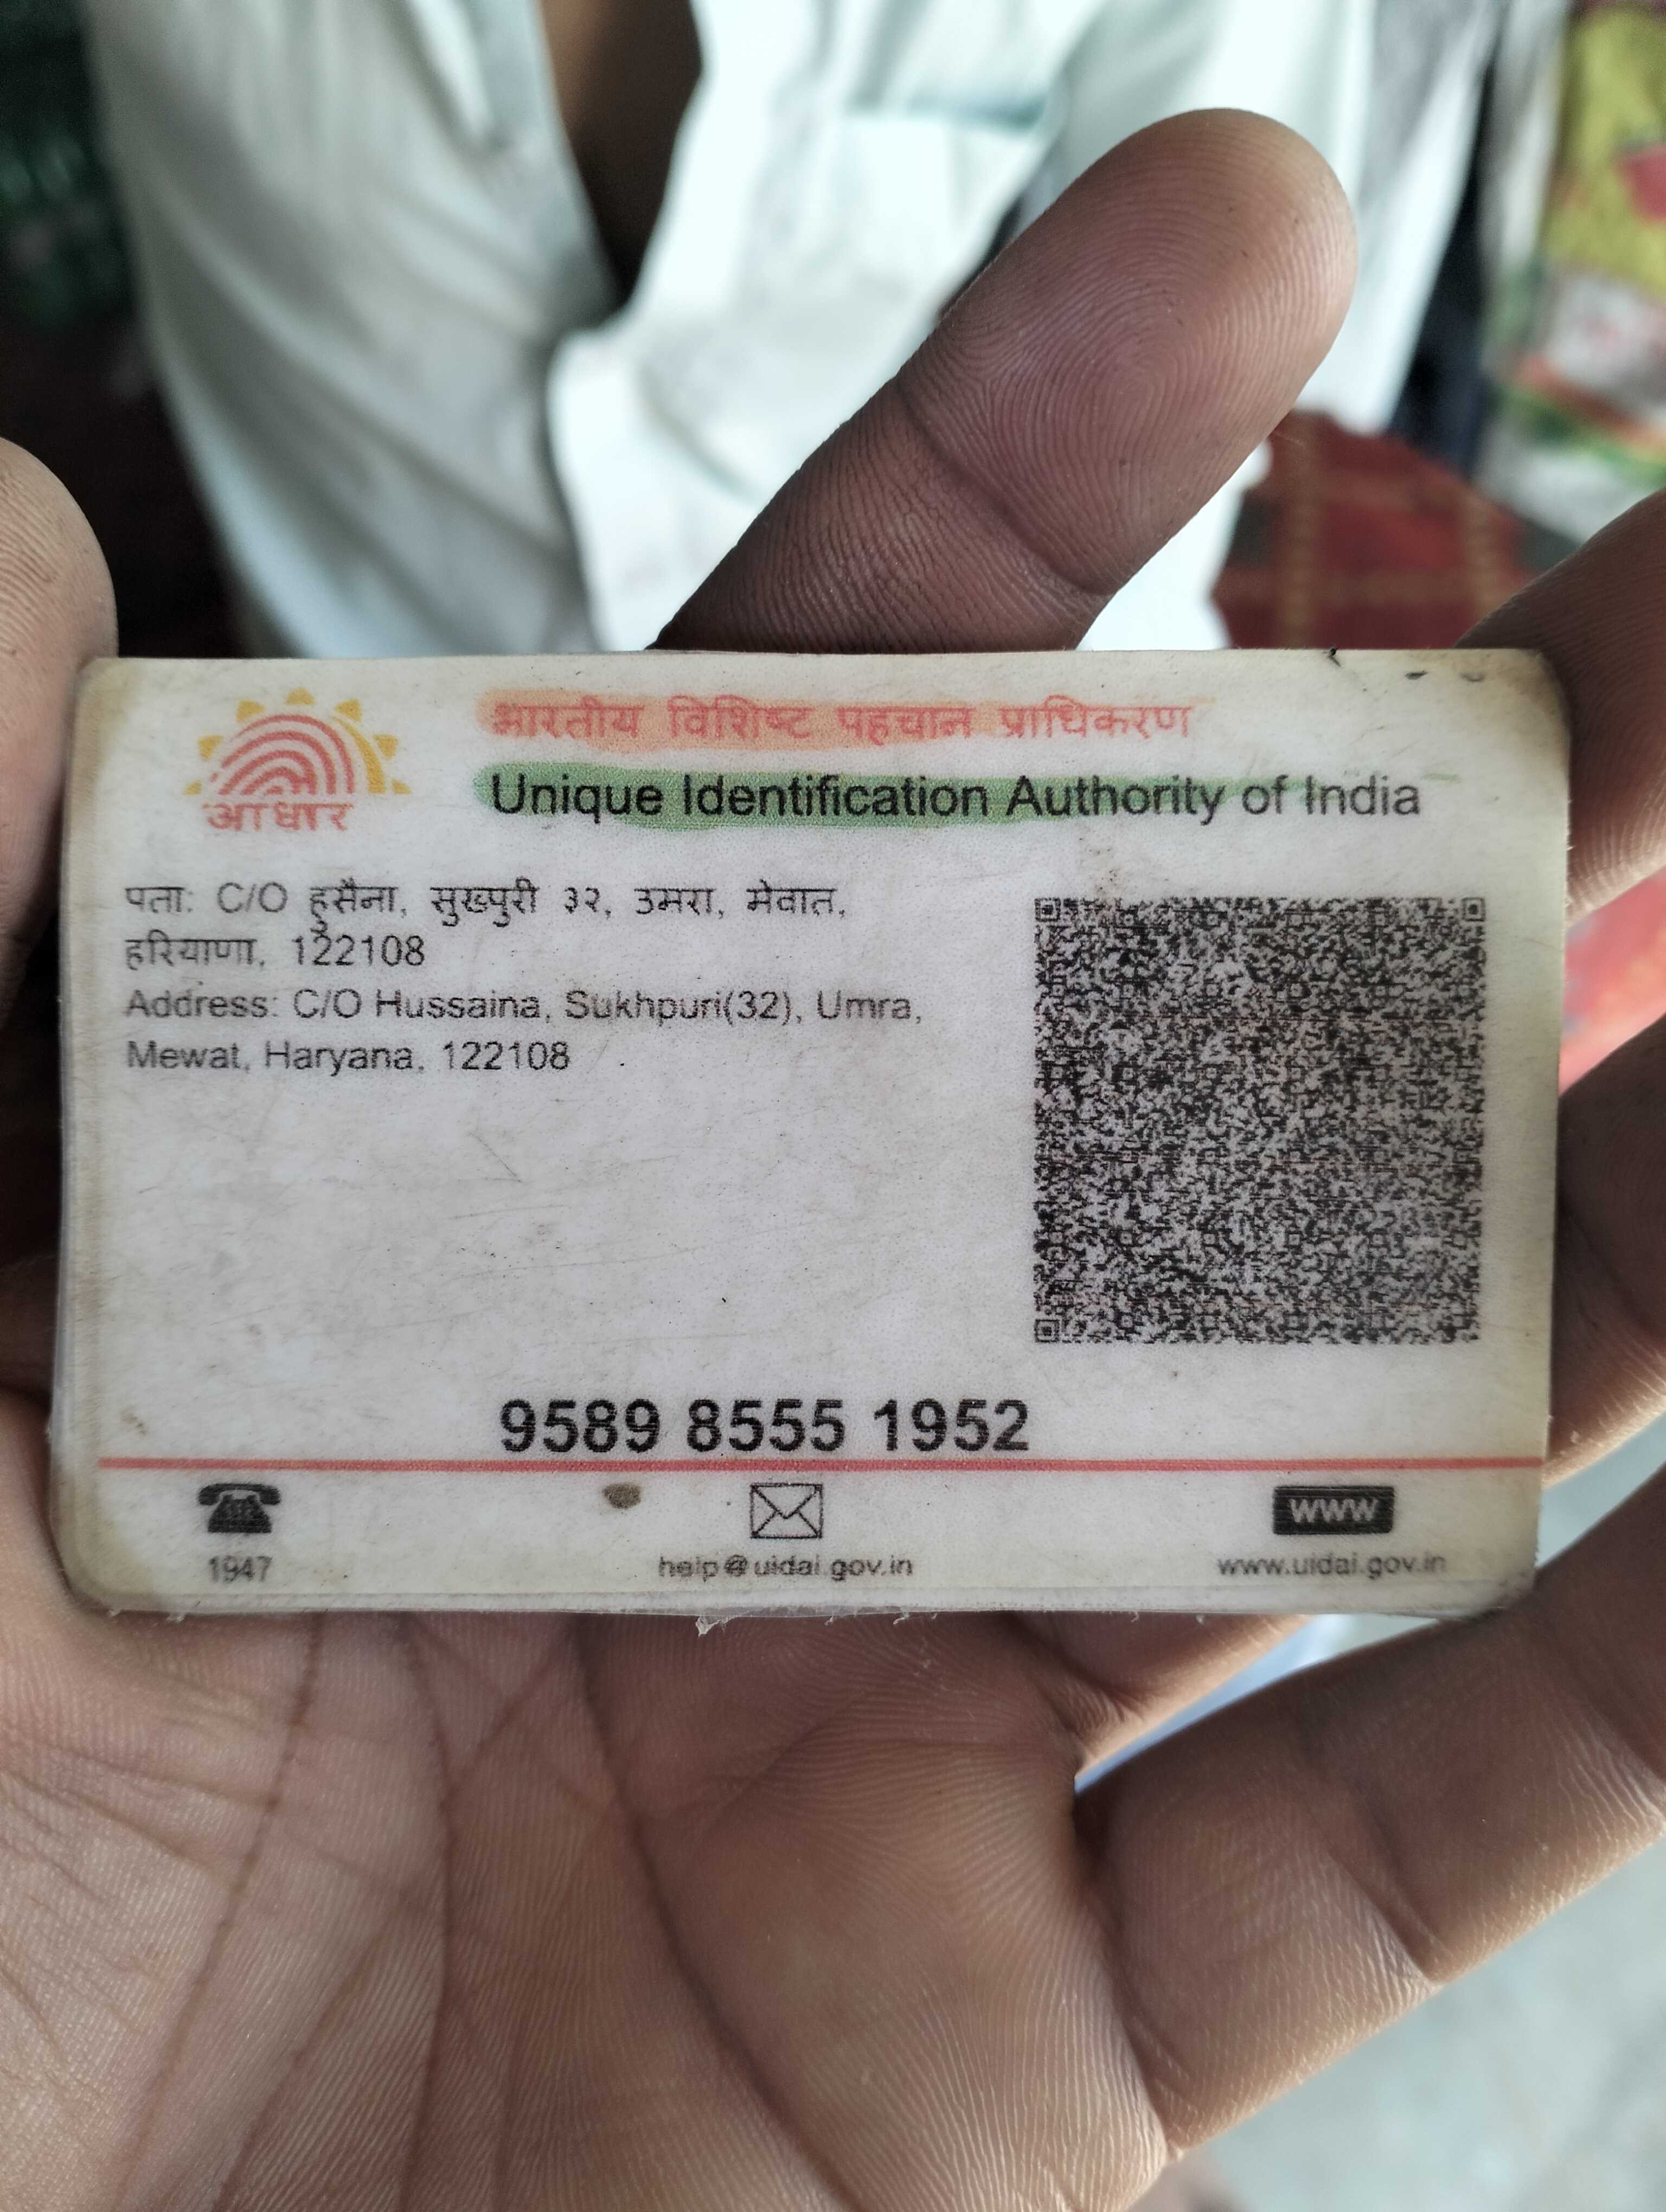 आधार
भारतीय विशिष्ट पहचान प्राधिकरण
Unique Identification Authority of India
पता: C/O हुसैना, सुखपुरी ३२, उमरा, मेवात,
हरियाणा, 122108
Address: C/O Hussaina, Sukhpuri(32), Umra,
Mewat, Haryana, 122108
9589 8555 1952
1947
help@uidai.gov.in
WWW
www.uidai.gov.in